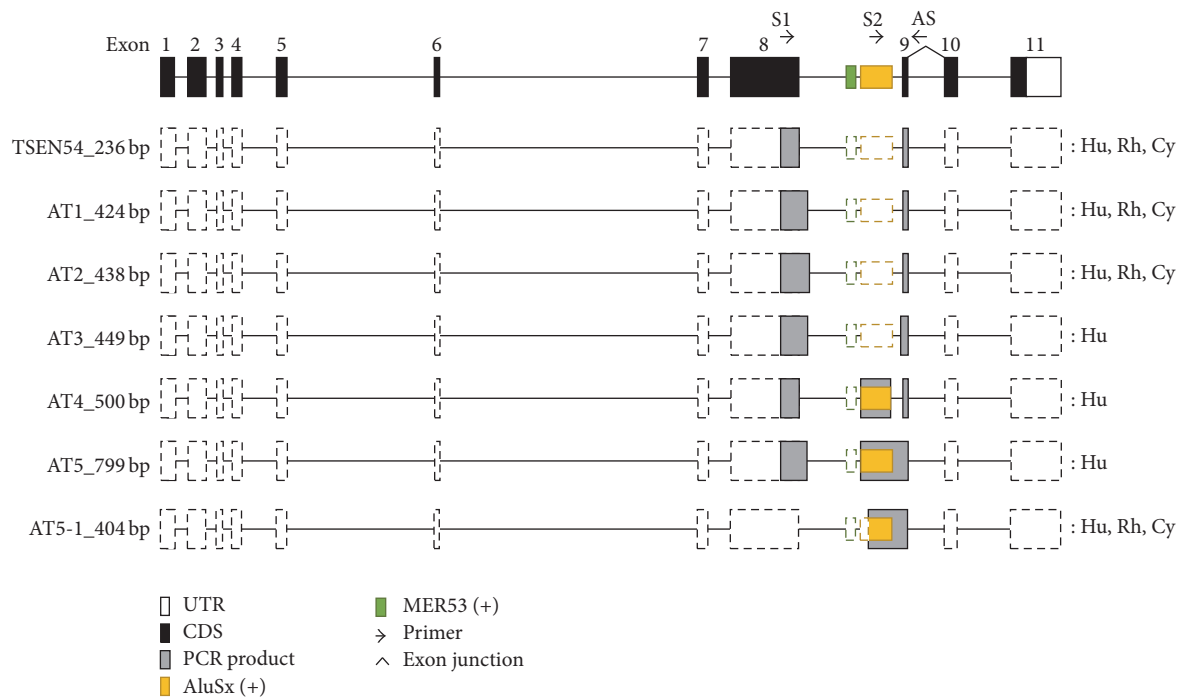 S1 S2 AS
Exon 1 2 3 4 5 6 7 8 9 10 11
TSEN54_236 bp : Hu, Rh, Cy
AT1_424 bp : Hu, Rh, Cy
AT2_438 bp : Hu, Rh, Cy
AT3_449 bp : Hu
AT4_500 bp : Hu
AT5_799 bp : Hu
AT5-1_404 bp : Hu, Rh, Cy
UTR
CDS
PCR product
AluSx (+)
MER53 (+)
Primer
Exon junction